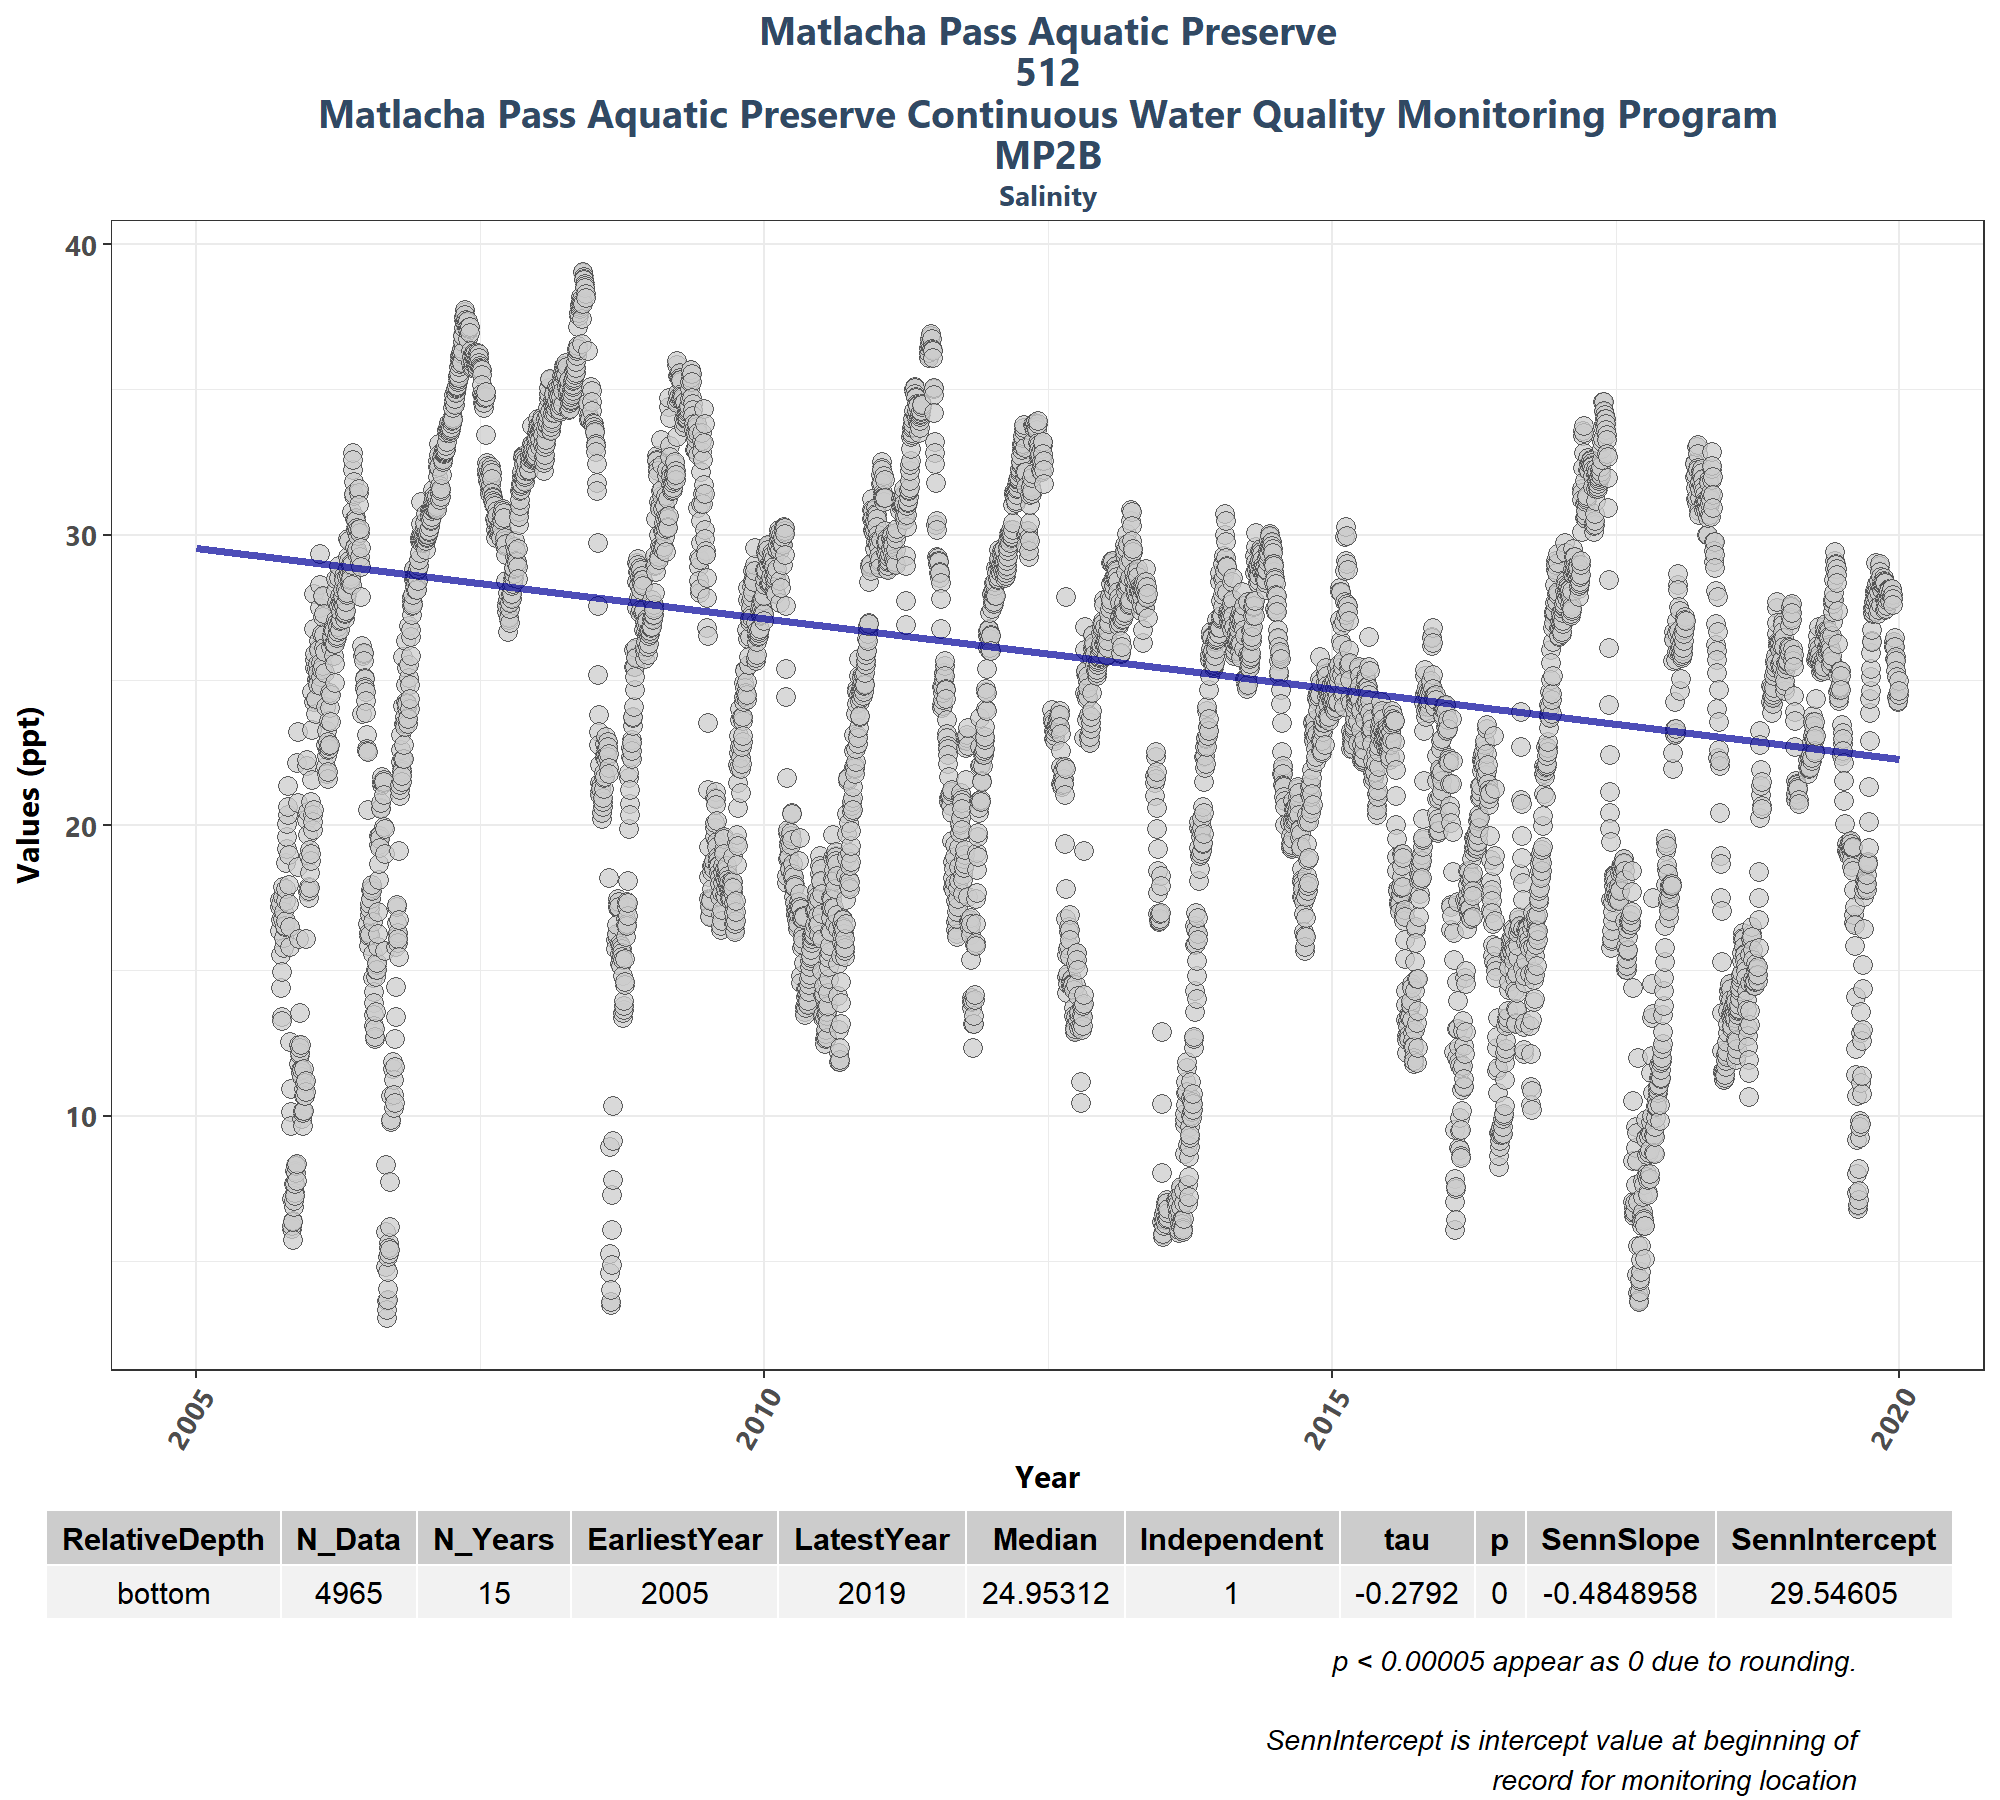 Matlacha Pass Aquatic Preserve
512
Matlacha Pass Aquatic Preserve Continuous Water Quality Monitoring Program
MP2B
Salinity
Values (ppt)
40
30
20
10
2005 2010 2015 2020
Year
RelativeDepth N_Data N_Years EarliestYear LatestYear Median Independent tau p SennSlope SennIntercept
bottom 4965 15 2005 2019 24.95312 1 -0.2792 0 -0.4848958 29.54605
p < 0.00005 appear as 0 due to rounding.
SennIntercept is intercept value at beginning of
record for monitoring location